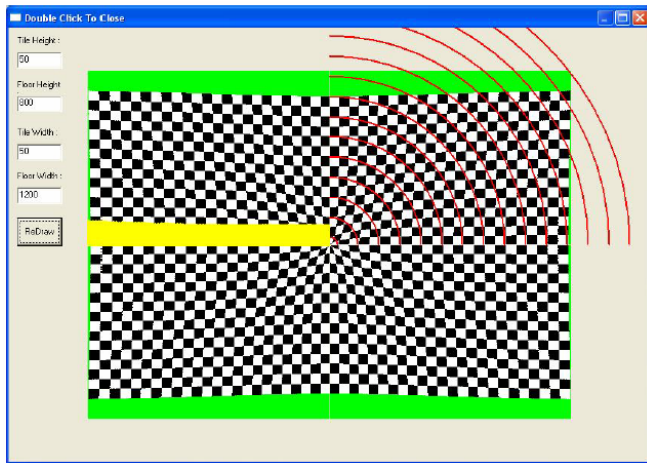 Double Click To Close
Tile Height :
50
Floor Height :
800
Tile Width :
50
Floor Width :
1200
ReDraw